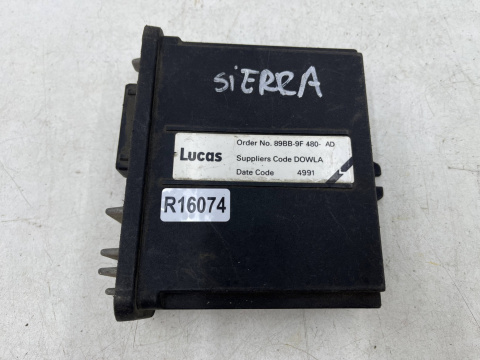 SiERRA
Lucas
Order No. 89BB-9F 480- AD
Suppliers Code DOWLA
Date Code 4991
R16074